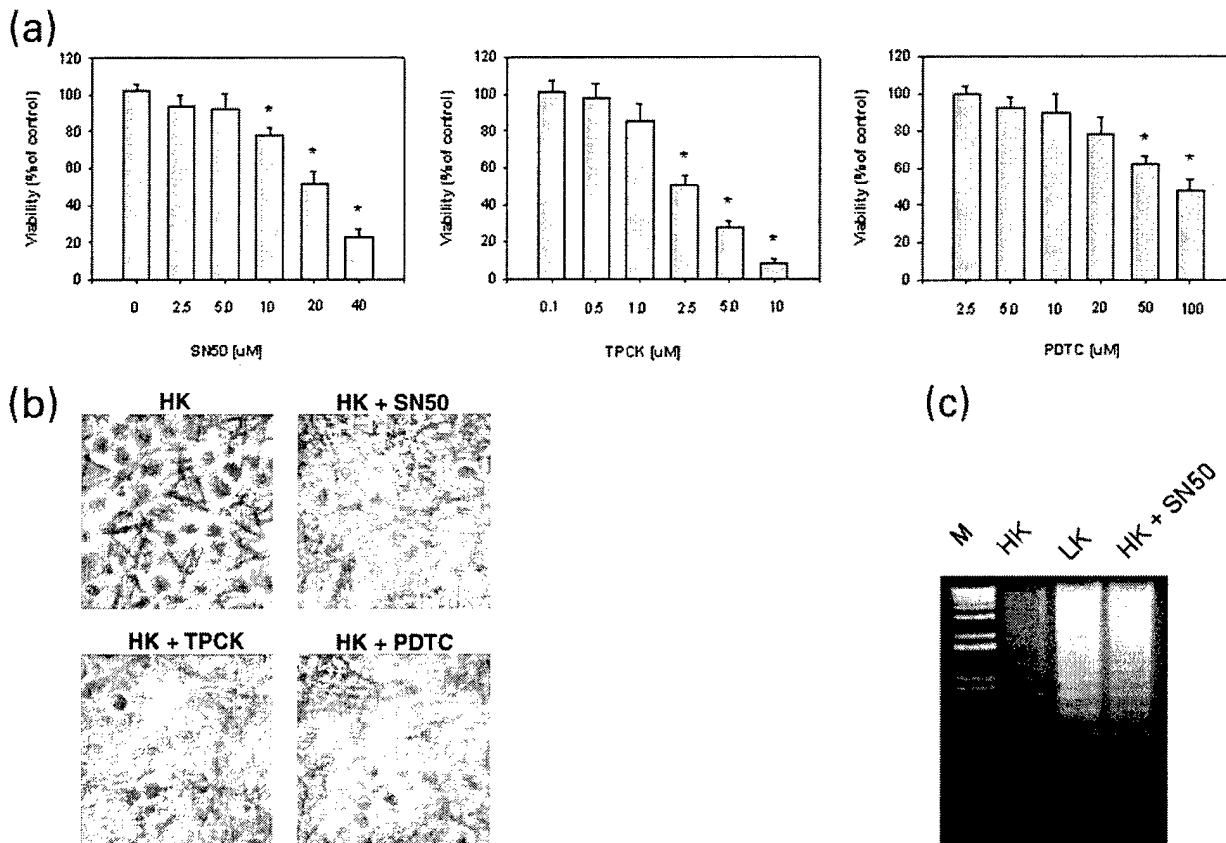 (a)
120
100
80
60
40
20
0
Viability (% of control)
*
*
*
0 2.5 5.0 10 20 40
SN50 [uM]
120
100
80
60
40
20
0
Viability (% of control)
*
*
*
0.1 0.5 1.0 2.5 5.0 10
TPCK [uM]
120
100
80
60
40
20
0
Viability (% of control)
*
*
2.5 5.0 10 20 50 100
PDTC [uM]
(b)
HK
HK + SN50
HK + TPCK
HK + PDTC
(c)
M
HK
LK
HK + SN50